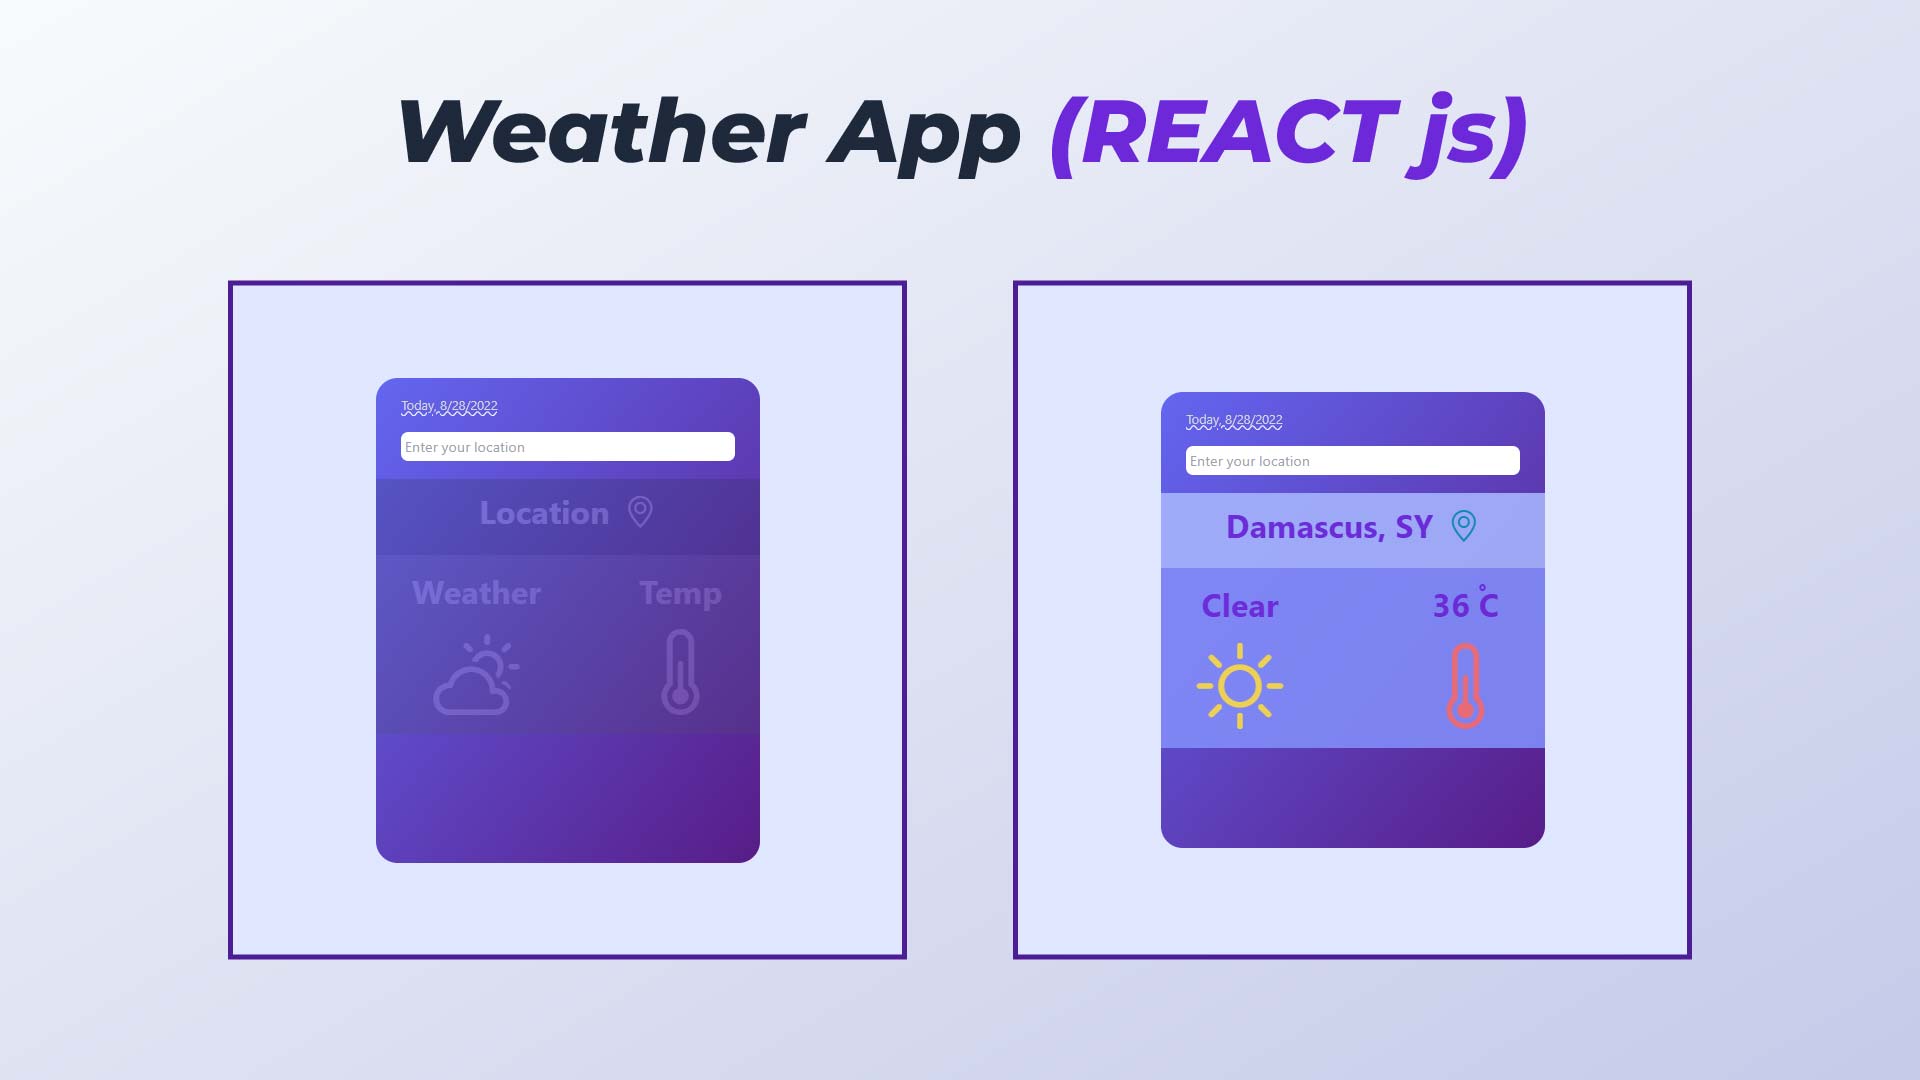 Weather App (REACT js)
Today, 8/28/2022
Enter your location
Location
Weather Temp
Today, 8/28/2022
Enter your location
Damascus, SY
Clear 36 °C